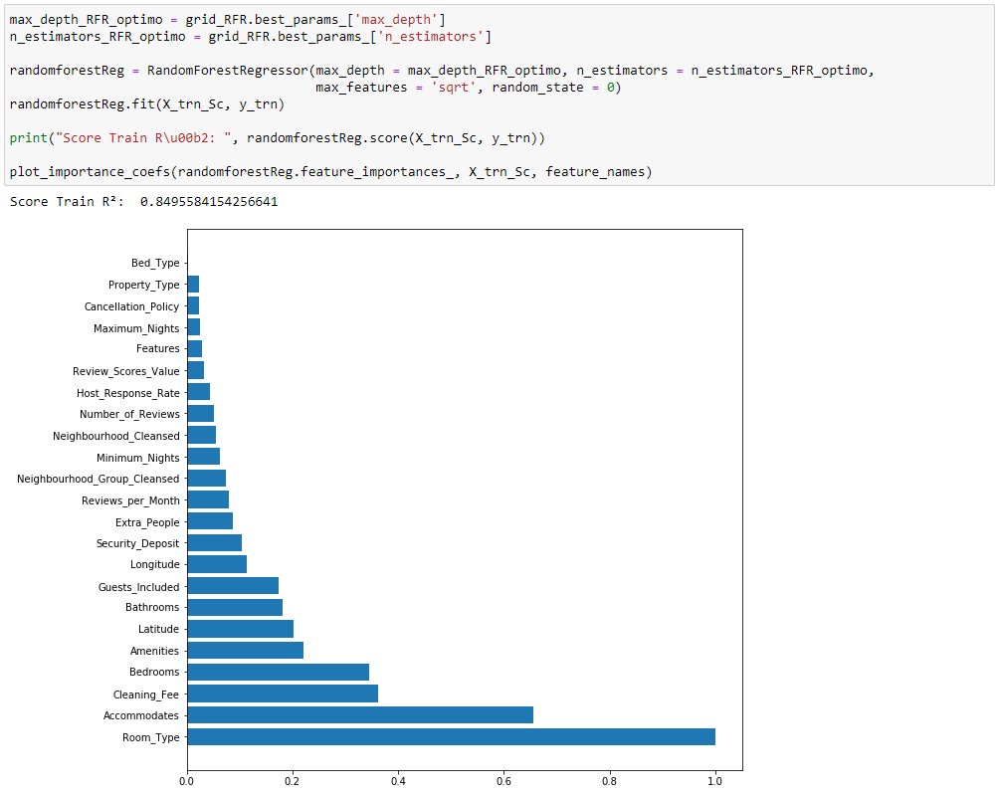 max_depth_RFR_optimo = grid_RFR.best_params_['max_depth']
n_estimators_RFR_optimo = grid_RFR.best_params_['n_estimators']
randomforestReg = RandomForestRegressor(max_depth = max_depth_RFR_optimo, n_estimators = n_estimators_RFR_optimo,
max_features = 'sqrt', random_state = 0)
randomforestReg.fit(X_trn_Sc, y_trn)
print("Score Train R\u00b2: ", randomforestReg.score(X_trn_Sc, y_trn))
plot_importance_coefs(randomforestReg.feature_importances_, X_trn_Sc, feature_names)
Score Train R²:  0.8495584154256641
Bed_Type
Property_Type
Cancellation_Policy
Maximum_Nights
Features
Review_Scores_Value
Host_Response_Rate
Number_of_Reviews
Neighbourhood_Cleansed
Minimum_Nights
Neighbourhood_Group_Cleansed
Reviews_per_Month
Extra_People
Security_Deposit
Longitude
Guests_Included
Bathrooms
Latitude
Amenities
Bedrooms
Cleaning_Fee
Accommodates
Room_Type
0.0 0.2 0.4 0.6 0.8 1.0